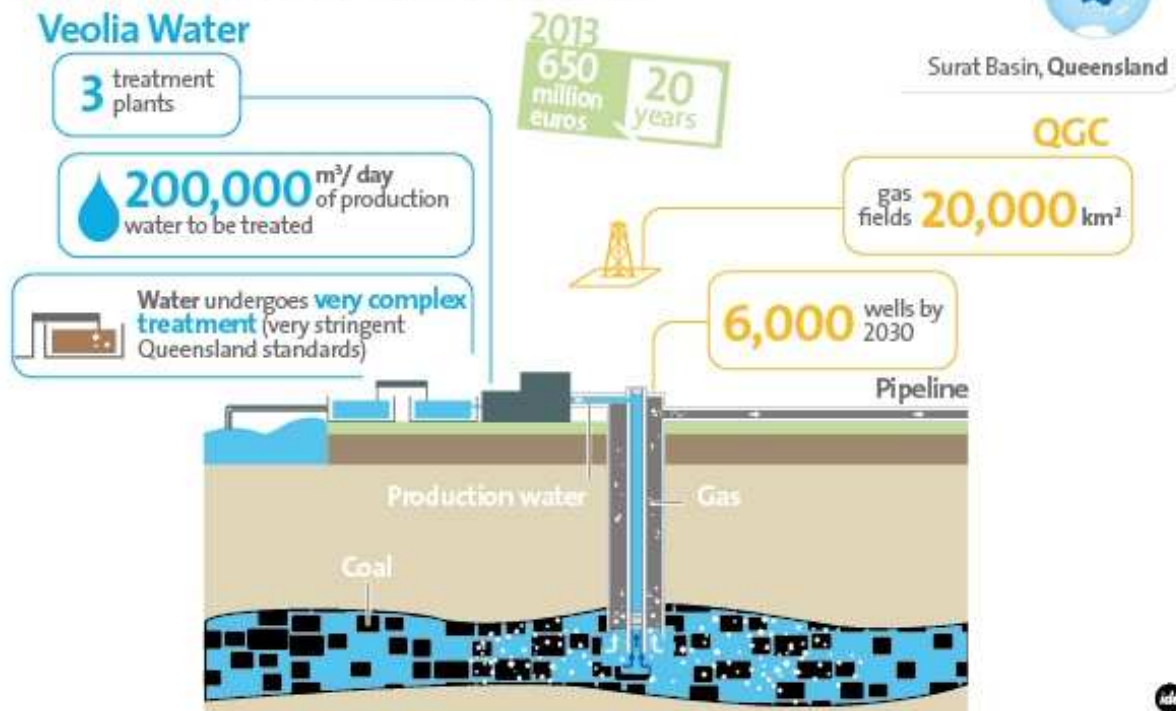 Veolia Water
3 treatment
plants
200,000 m³/ day
of production
water to be treated
Water undergoes very complex
treatment (very stringent
Queensland standards)
2013
650
million
euros
20
years
Surat Basin, Queensland
QGC
gas
fields 20,000 km²
6,000 wells by
2030
Pipeline
Production water
Gas
Coal